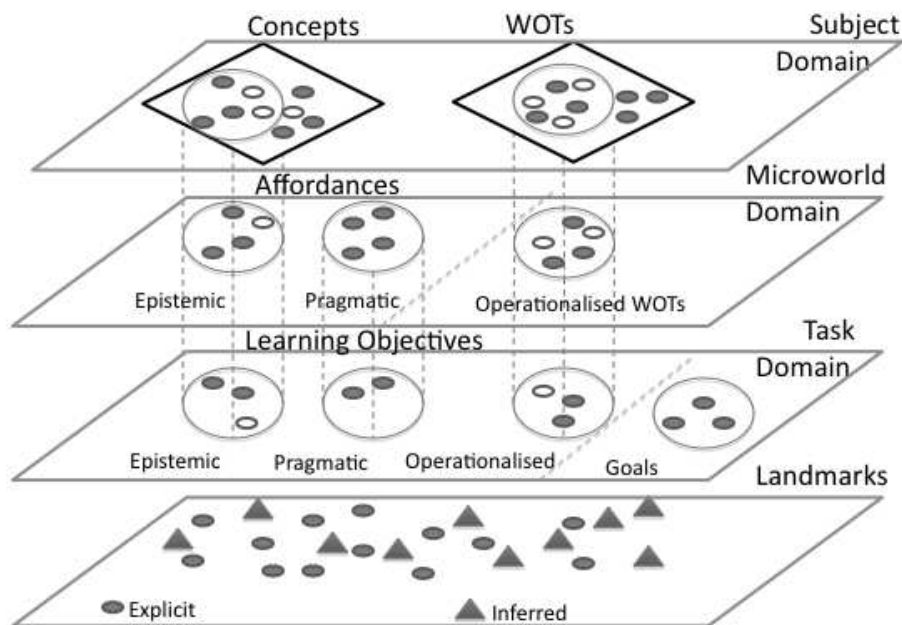 Concepts
WOTs
Subject
Domain
Affordances
Microworld
Domain
Epistemic
Pragmatic
Operationalised WOTs
Learning Objectives
Task
Domain
Epistemic
Pragmatic
Operationalised
Goals
Landmarks
Explicit
Inferred